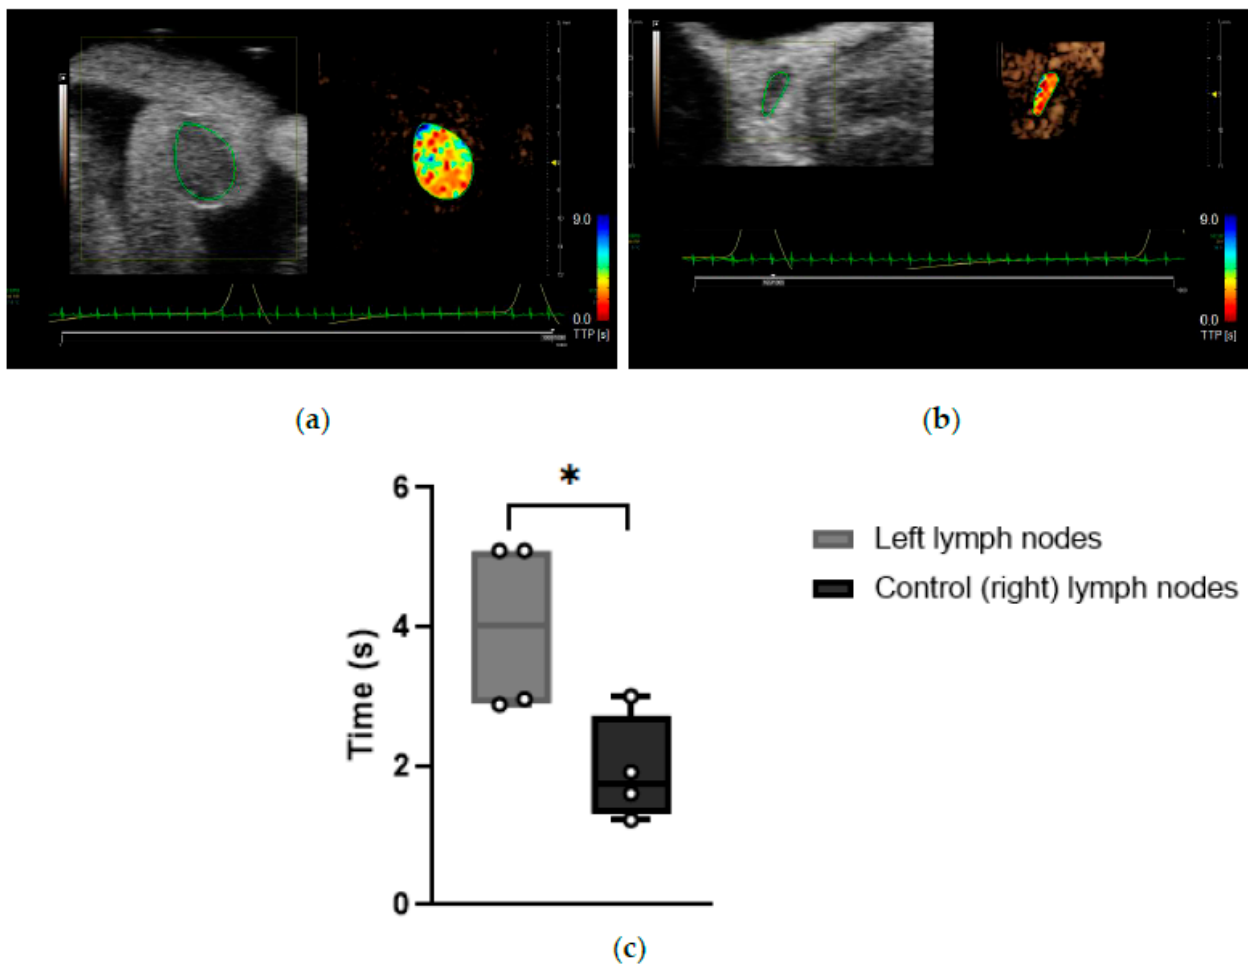 9.0
0.0
TTP [s]
9.0
0.0
TTP [s]
(a)
(b)
*
6
4
2
0
Time (s)
Left lymph nodes
Control (right) lymph nodes
(c)